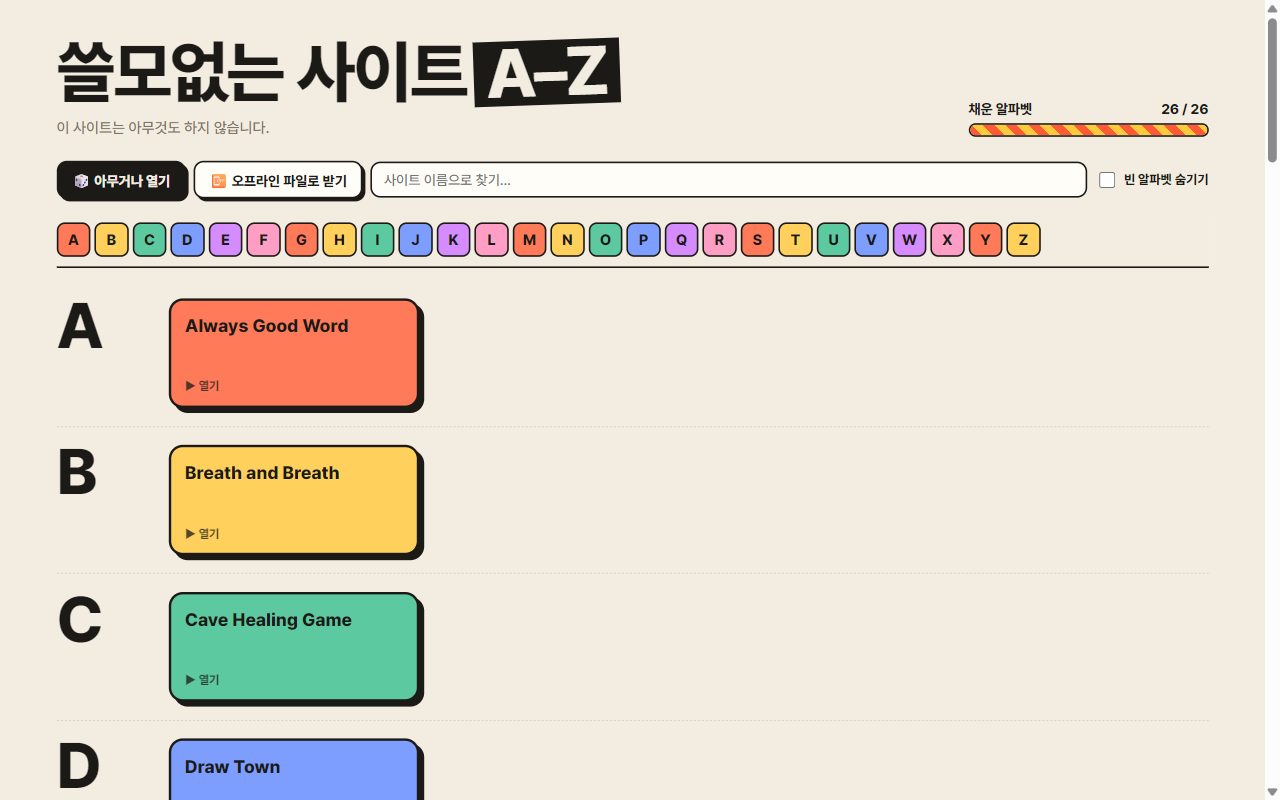 쓸모없는 사이트 A–Z
이 사이트는 아무것도 하지 않습니다.
채운 알파벳 26 / 26
🎲 아무거나 열기
오프라인 파일로 받기
사이트 이름으로 찾기...
빈 알파벳 숨기기
A B C D E F G H I J K L M N O P Q R S T U V W X Y Z
A
Always Good Word
▶ 열기
B
Breath and Breath
▶ 열기
C
Cave Healing Game
▶ 열기
D
Draw Town